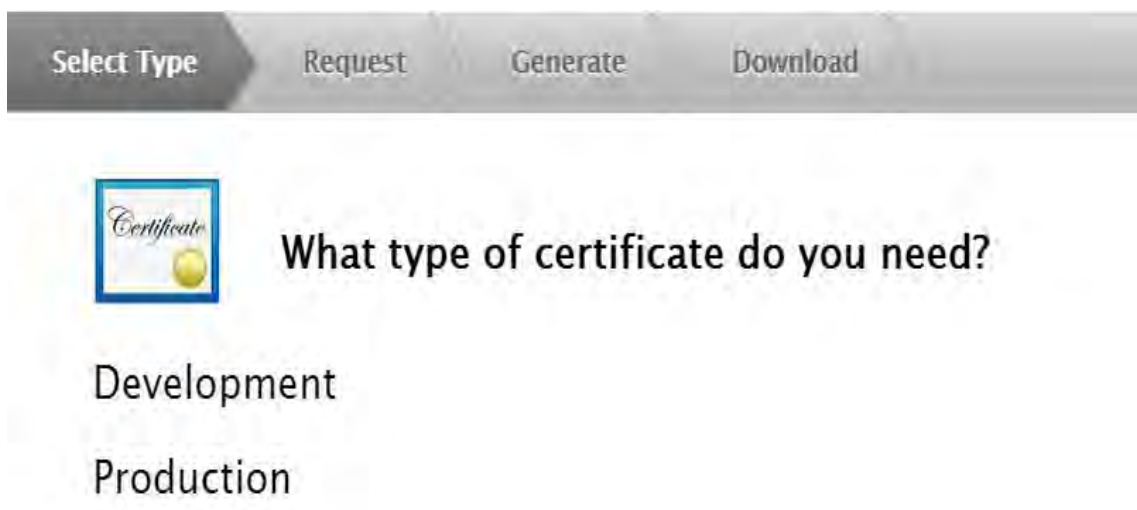 Select Type Request Generate Download
Certificate
What type of certificate do you need?
Development
Production